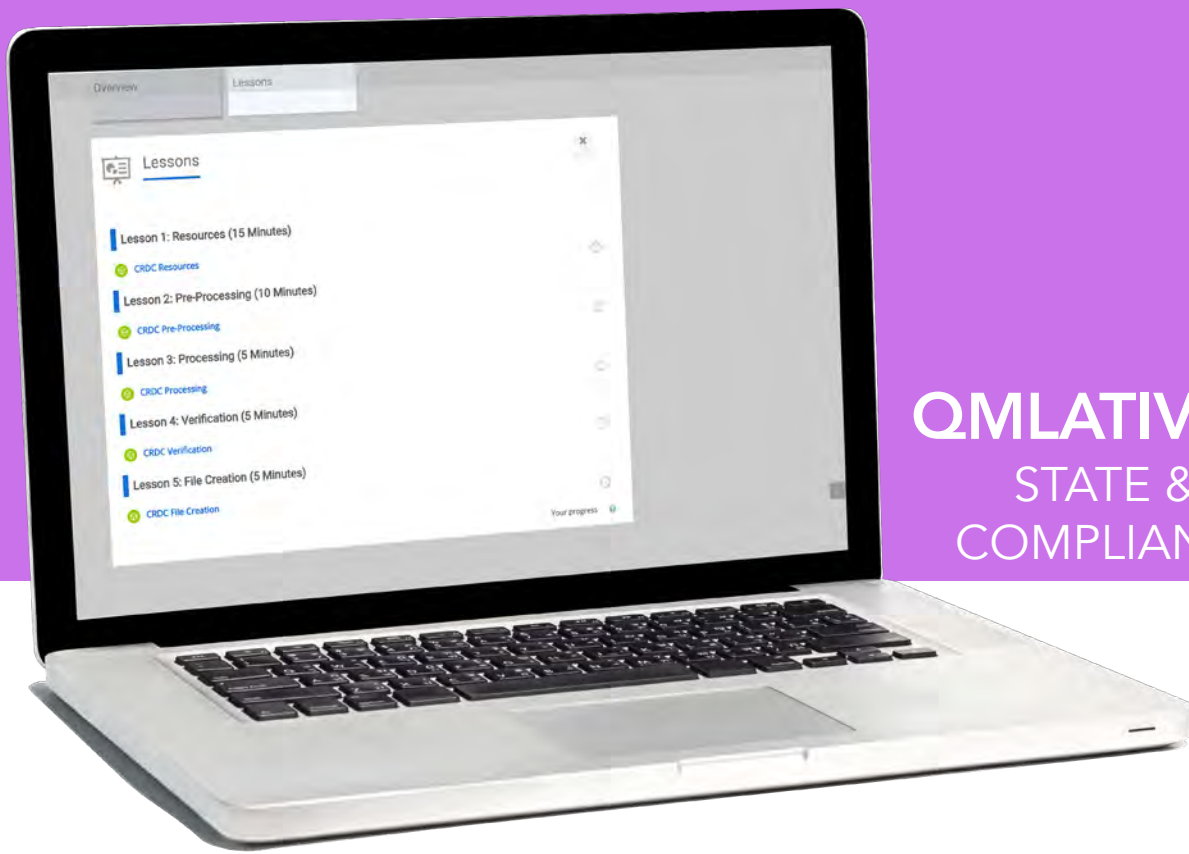 Overview
Lessons
Lessons
Lesson 1: Resources (15 Minutes)
CRDC Resources
Lesson 2: Pre-Processing (10 Minutes)
CRDC Pre-Processing
Lesson 3: Processing (5 Minutes)
CRDC Processing
Lesson 4: Verification (5 Minutes)
CRDC Verification
Lesson 5: File Creation (5 Minutes)
CRDC File Creation
Your progress
QMLATIV
STATE &
COMPLIAN